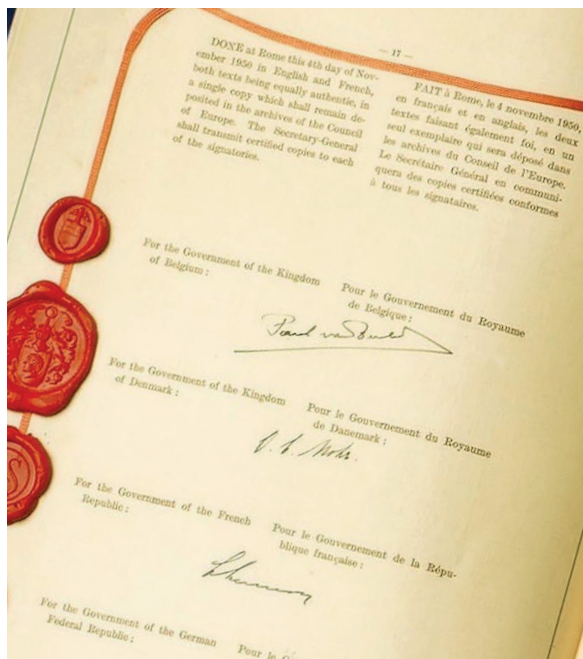 — 17 —
DONE at Rome this 4th day of Nov-
ember 1950 in English and French,
both texts being equally authentic, in
a single copy which shall remain de-
posited in the archives of the Council
of Europe. The Secretary-General
shall transmit certified copies to each
of the signatories.
FAIT à Rome, le 4 novembre 1950,
en français et en anglais, les deux
textes faisant également foi, en un
seul exemplaire qui sera déposé dans
les archives du Conseil de l'Europe.
Le Secrétaire Général en communi-
quera des copies certifiées conformes
à tous les signataires.
For the Government of the Kingdom
of Belgium :
Pour le Gouvernement du Royaume
de Belgique :
For the Government of the Kingdom
of Denmark :
Pour le Gouvernement du Royaume
de Danemark :
For the Government of the French
Republic :
Pour le Gouvernement de la Répu-
blique française :
For the Government of the German
Federal Republic :
Pour le
S